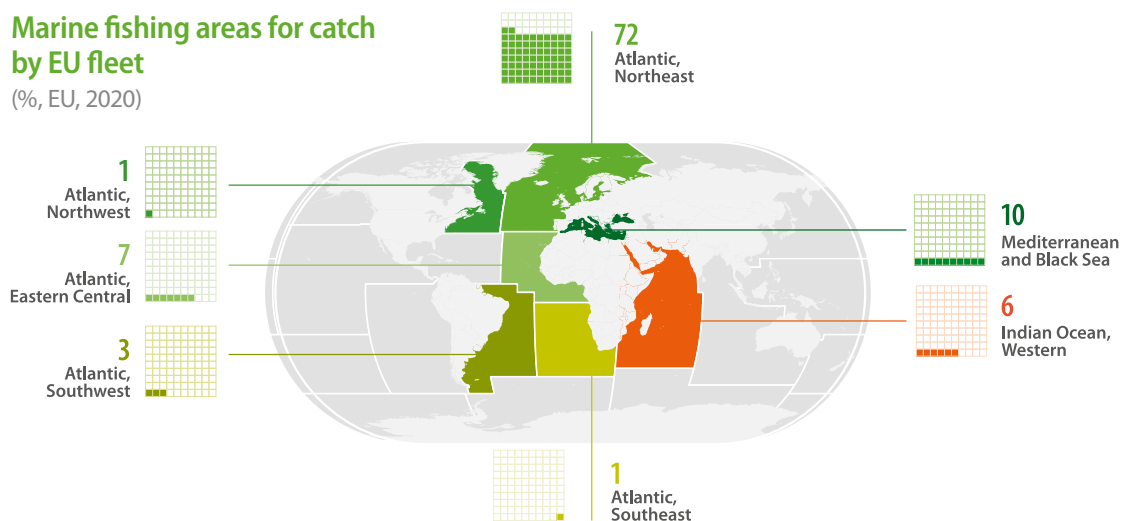 Marine fishing areas for catch
by EU fleet
(%, EU, 2020)
72
Atlantic,
Northeast
1
Atlantic,
Northwest
7
Atlantic,
Eastern Central
3
Atlantic,
Southwest
10
Mediterranean
and Black Sea
6
Indian Ocean,
Western
1
Atlantic,
Southeast